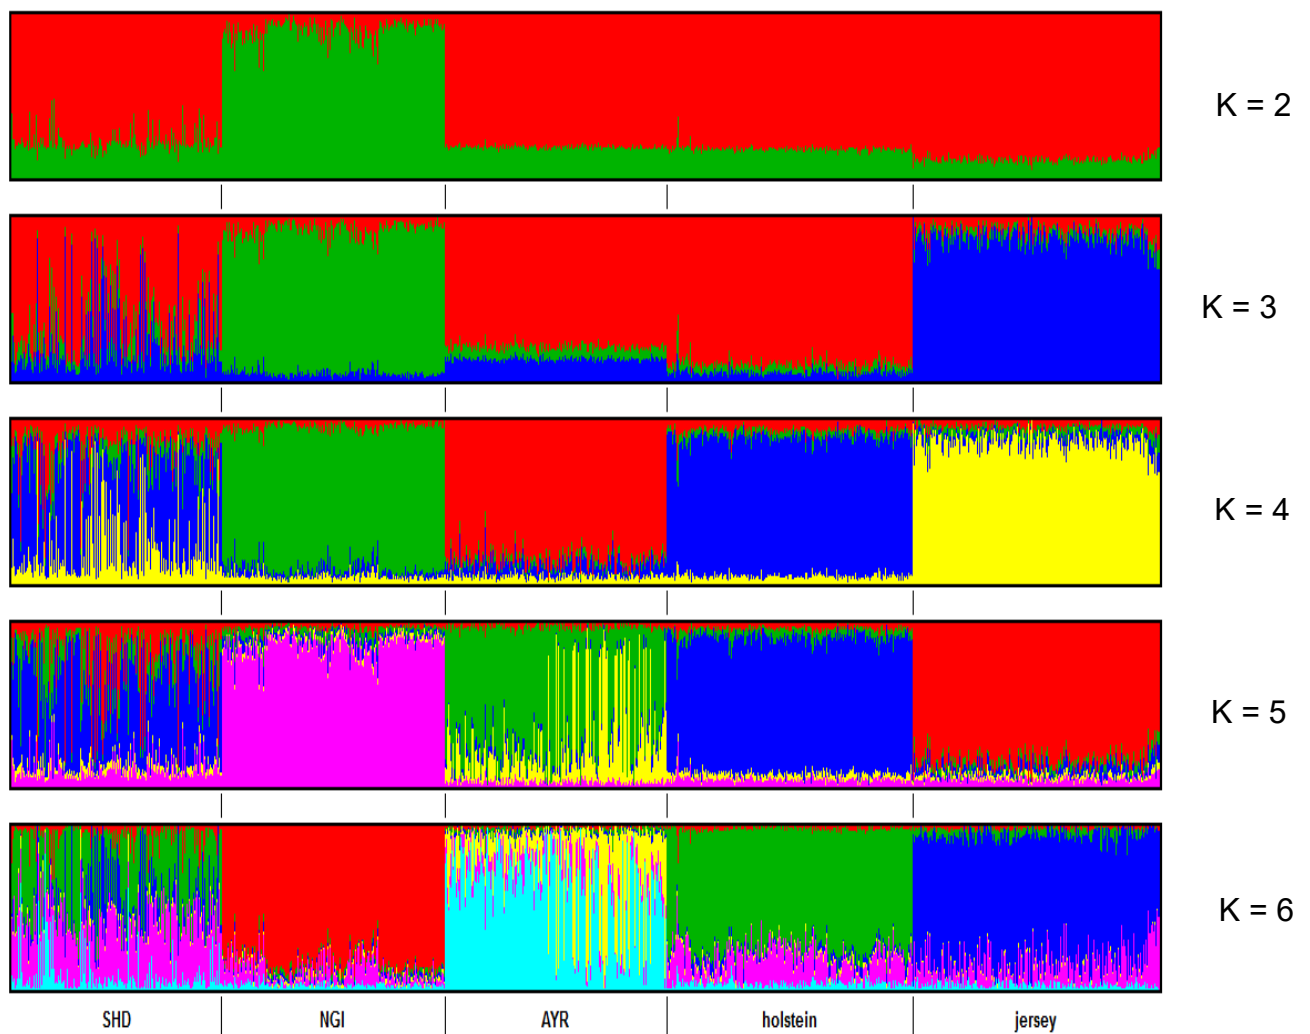 K = 2
K = 3
K = 4
K = 5
K = 6
SHD NGI AYR holstein jersey